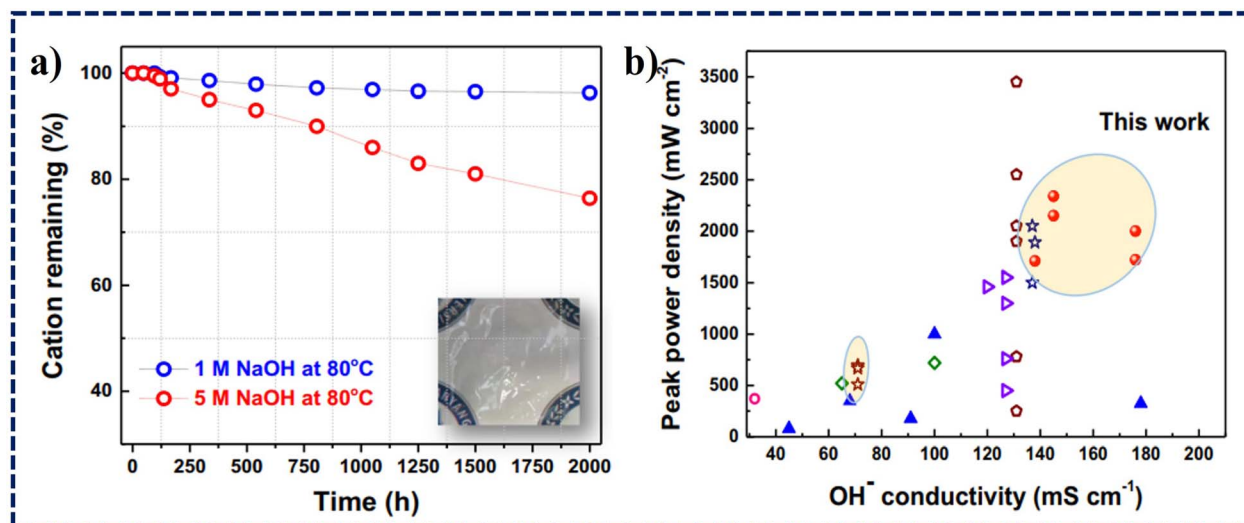 a)
Cation remaining (%)
100
80
60
40
1 M NaOH at 80°C
5 M NaOH at 80°C
0 250 500 750 1000 1250 1500 1750 2000
Time (h)
b)
Peak power density (mW cm⁻²)
3500
3000
2500
2000
1500
1000
500
0
This work
40 60 80 100 120 140 160 180 200
OH⁻ conductivity (mS cm⁻¹)